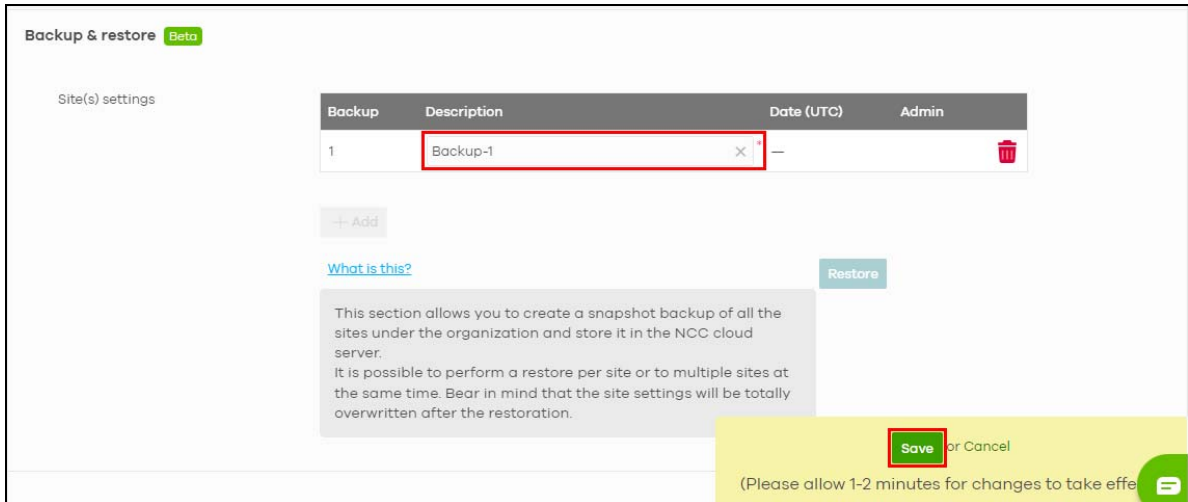 Backup & restore Beta
Site(s) settings
Backup Description Date (UTC) Admin
1 Backup-1 × * —
+ Add
What is this?
Restore
This section allows you to create a snapshot backup of all the
sites under the organization and store it in the NCC cloud
server.
It is possible to perform a restore per site or to multiple sites at
the same time. Bear in mind that the site settings will be totally
overwritten after the restoration.
Save or Cancel
(Please allow 1-2 minutes for changes to take effe